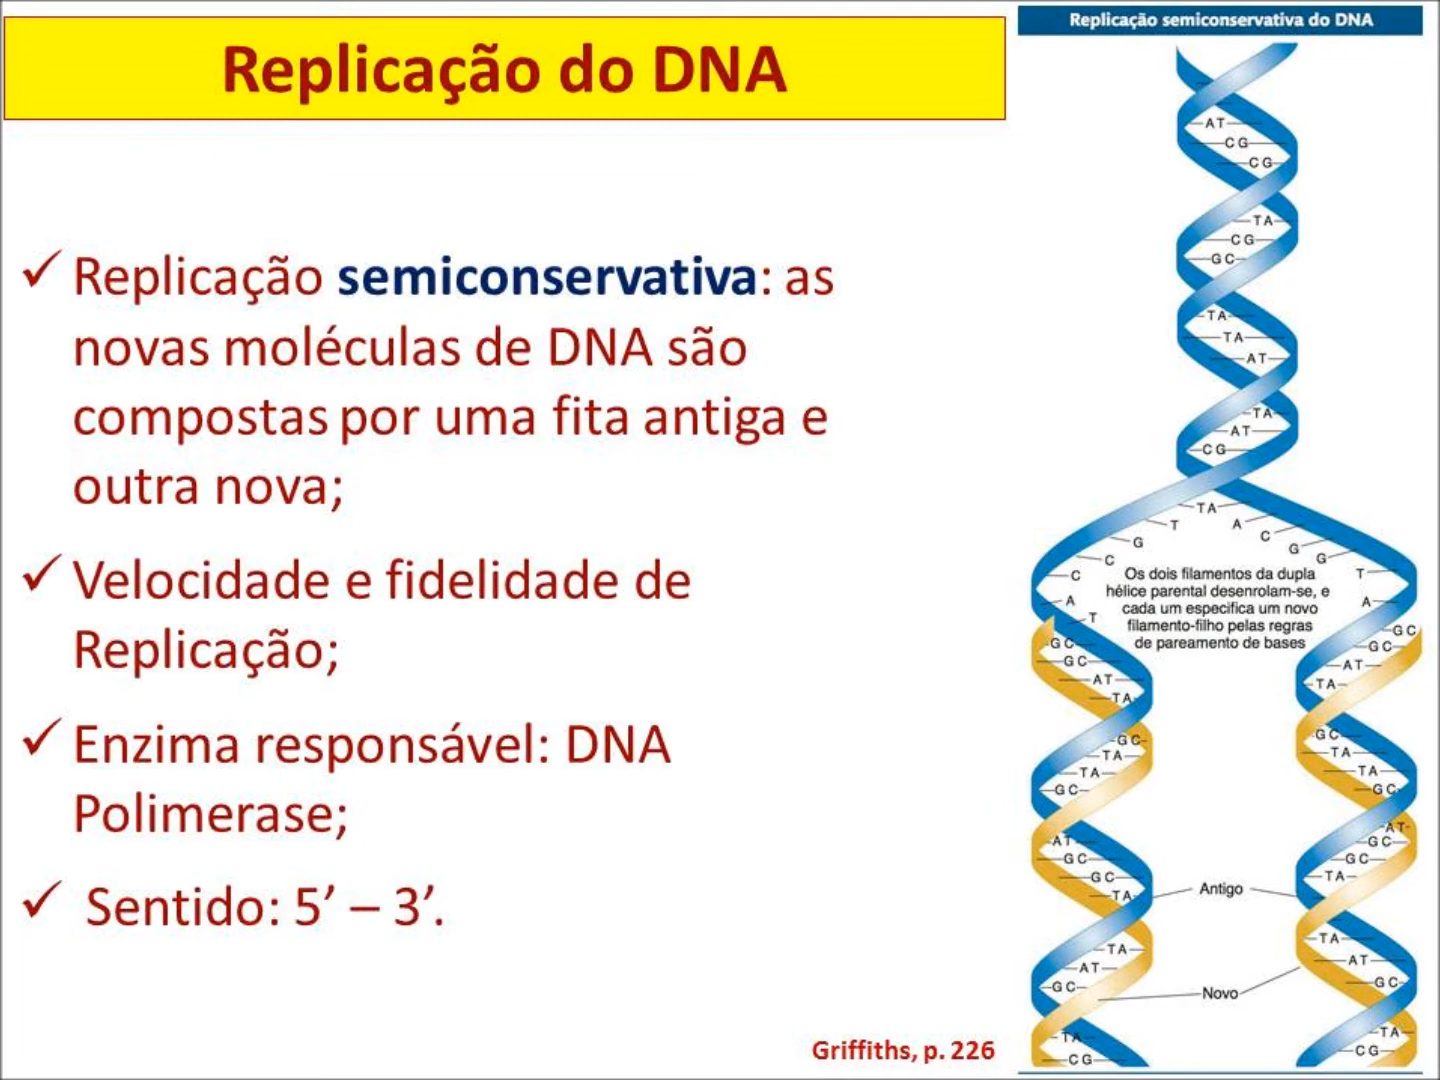 Replicação do DNA
✓ Replicação semiconservativa: as
novas moléculas de DNA são
compostas por uma fita antiga e
outra nova;
✓ Velocidade e fidelidade de
Replicação;
✓ Enzima responsável: DNA
Polimerase;
✓ Sentido: 5’ – 3’.
Griffiths, p. 226
Replicação semiconservativa do DNA
AT
CG
CG
TA
CG
GC
TA
TA
AT
TA
AT
CG
TA
T A
G C
C G
C G
A T
T A
Os dois filamentos da dupla
hélice parental desenrolam-se, e
cada um especifica um novo
filamento-filho pelas regras
de pareamento de bases
GC GC
GC GC
AT AT
TA TA
GC GC
TA TA
TA TA
GC GC
AT AT
GC GC
GC GC
TA TA
Antigo
TA TA
AT AT
GC GC
Novo
TA TA
CG CG